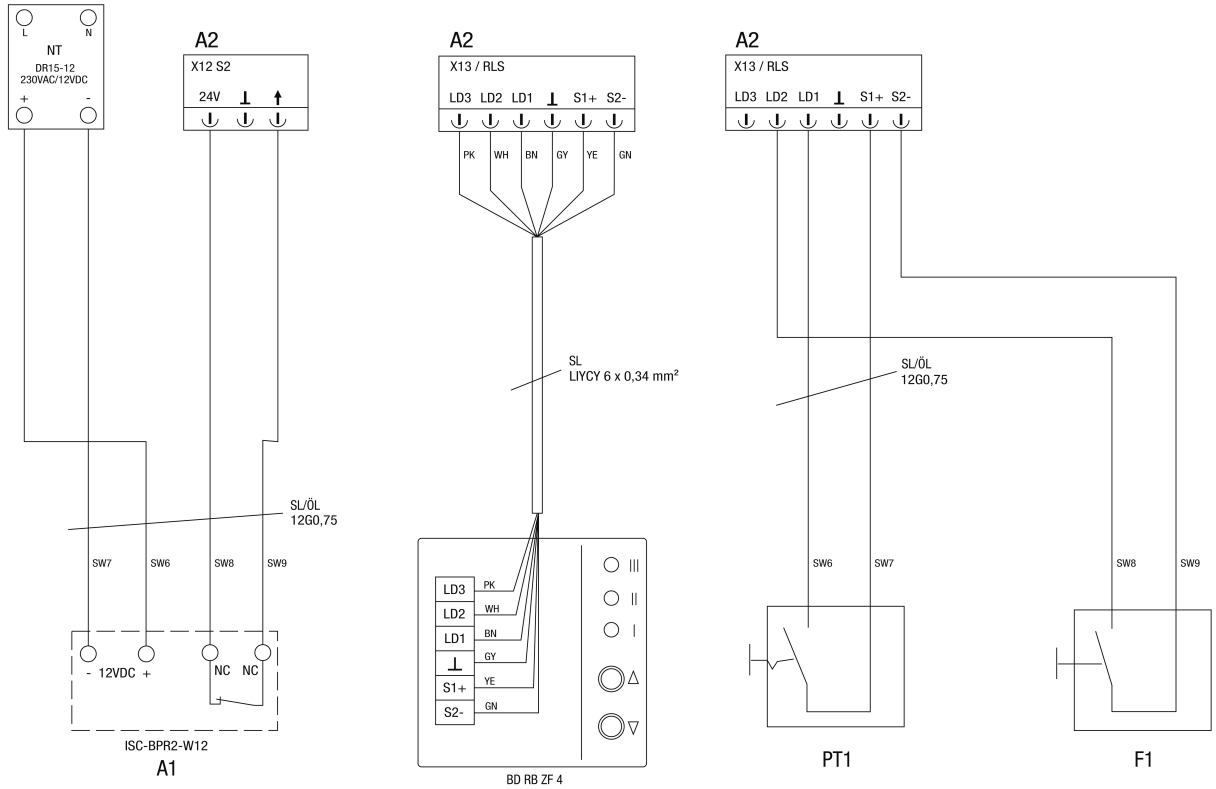 L N
NT
DR15-12
230VAC/12VDC
+ -
A2
X12 S2
24V
SL/ÖL
12G0,75
SW7 SW6 SW8 SW9
- 12VDC +
NC NC
ISC-BPR2-W12
A1
A2
X13 / RLS
LD3 LD2 LD1 ⊥ S1+ S2-
PK WH BN GY YE GN
SL
LIYCY 6 x 0,34 mm²
LD3 PK
LD2 WH
LD1 BN
⊥ GY
S1+ YE
S2- GN
III
II
I
BD RB ZF 4
A2
X13 / RLS
LD3 LD2 LD1 ⊥ S1+ S2-
SL/ÖL
12G0,75
SW6 SW7
SW8 SW9
PT1
F1